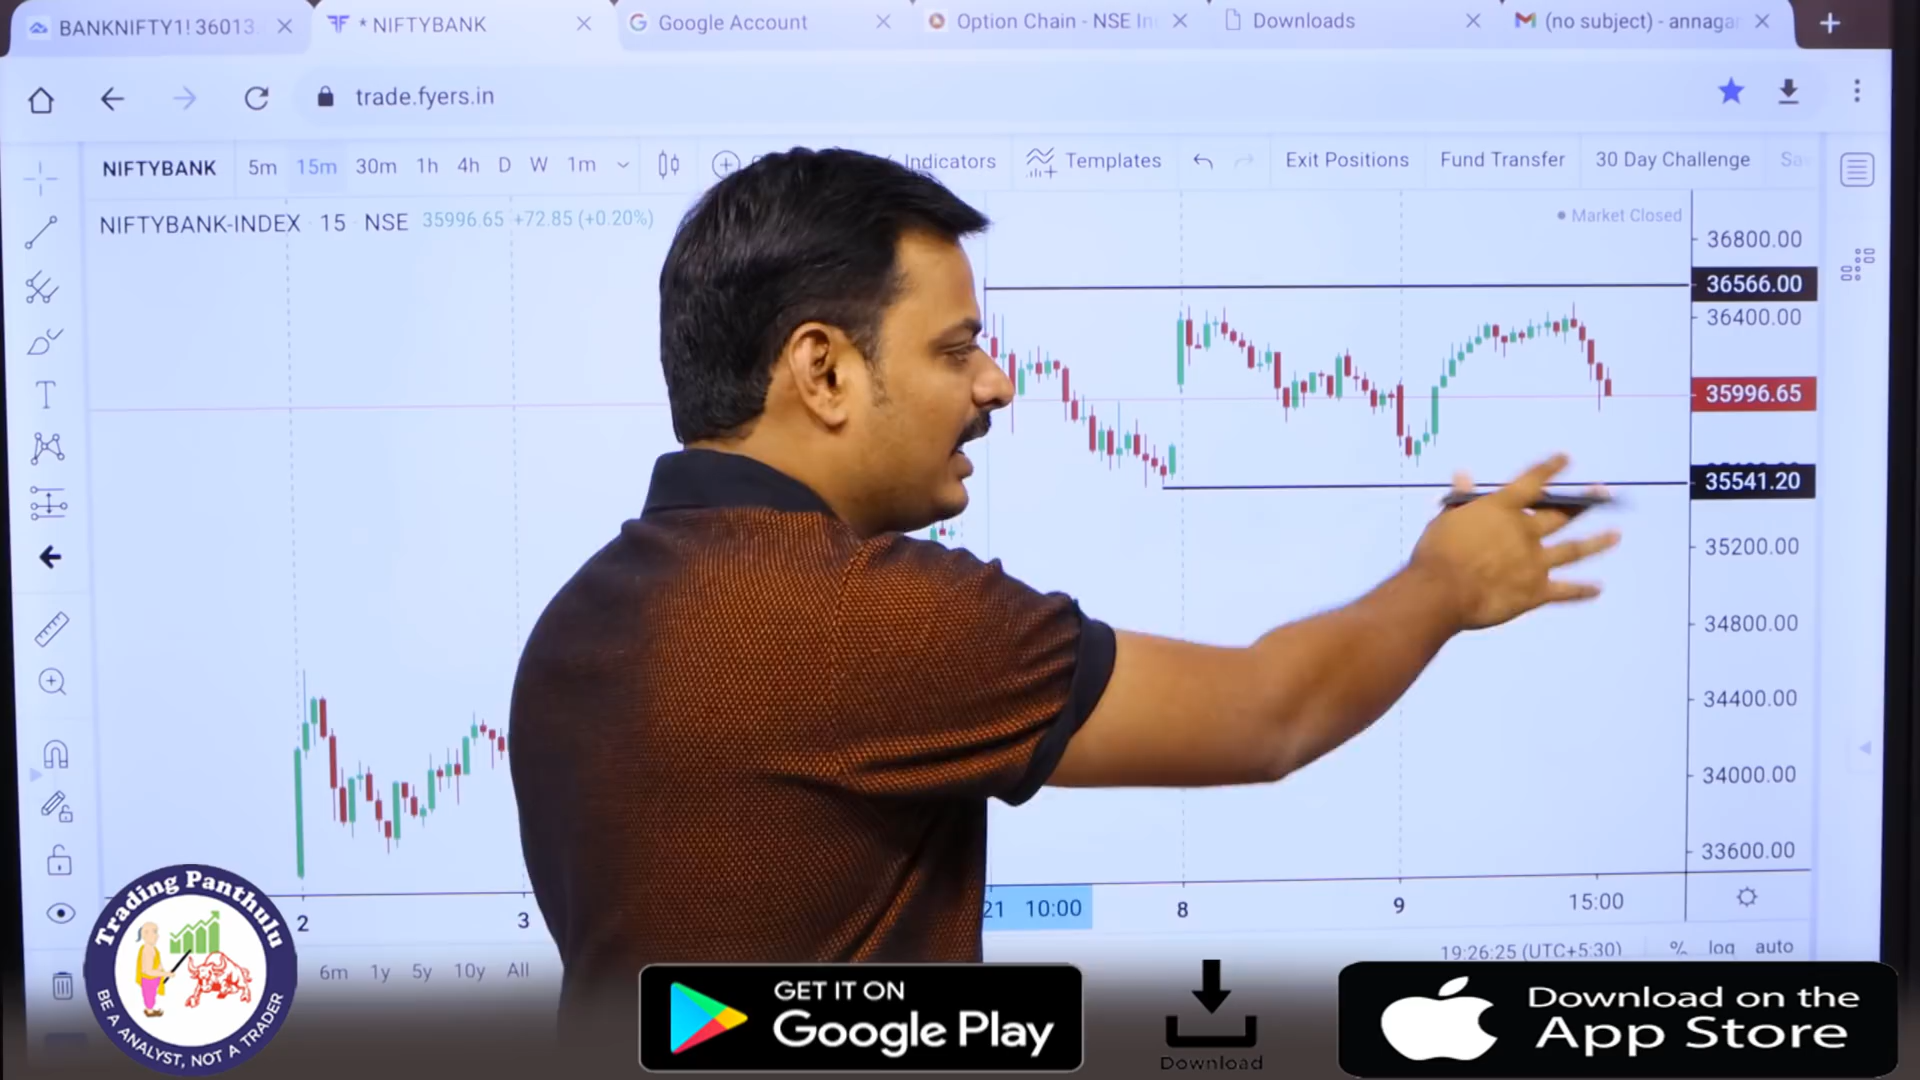 BANKNIFTY1! 36013.
* NIFTYBANK
Google Account
Option Chain - NSE In
Downloads
(no subject) - annaga
trade.fyers.in
NIFTYBANK 5m 15m 30m 1h 4h D W 1m
Indicators Templates Exit Positions Fund Transfer 30 Day Challenge
NIFTYBANK-INDEX 15 NSE 35996.65 +72.85 (+0.20%)
Market Closed
36800.00
36566.00
36400.00
35996.65
35541.20
35200.00
34800.00
34400.00
34000.00
33600.00
2 3 21 10:00 8 9 15:00
19:26:25 (UTC+5:30) % log auto
6m 1y 5y 10y All
Trading Panthulu
BE A ANALYST, NOT A TRADER
GET IT ON
Google Play
Download
Download on the
App Store